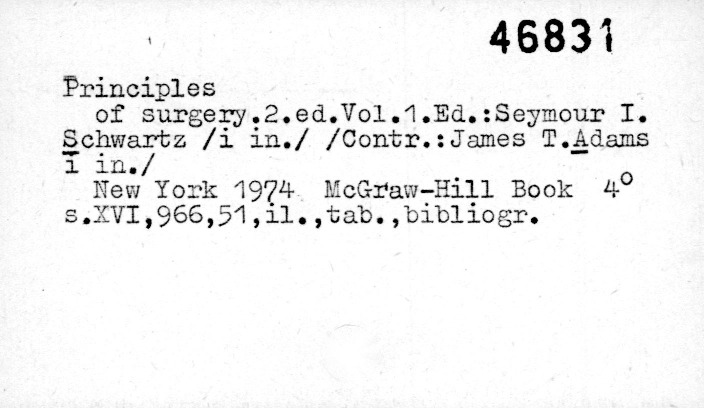 46831
Principles
of surgery.2.ed.Vol.1.Ed.:Seymour I.
Schwartz /i in./ /Contr.:James T.Adams
i in./
New York 1974 McGraw-Hill Book 4°
s.XVI,966,51,il.,tab.,bibliogr.